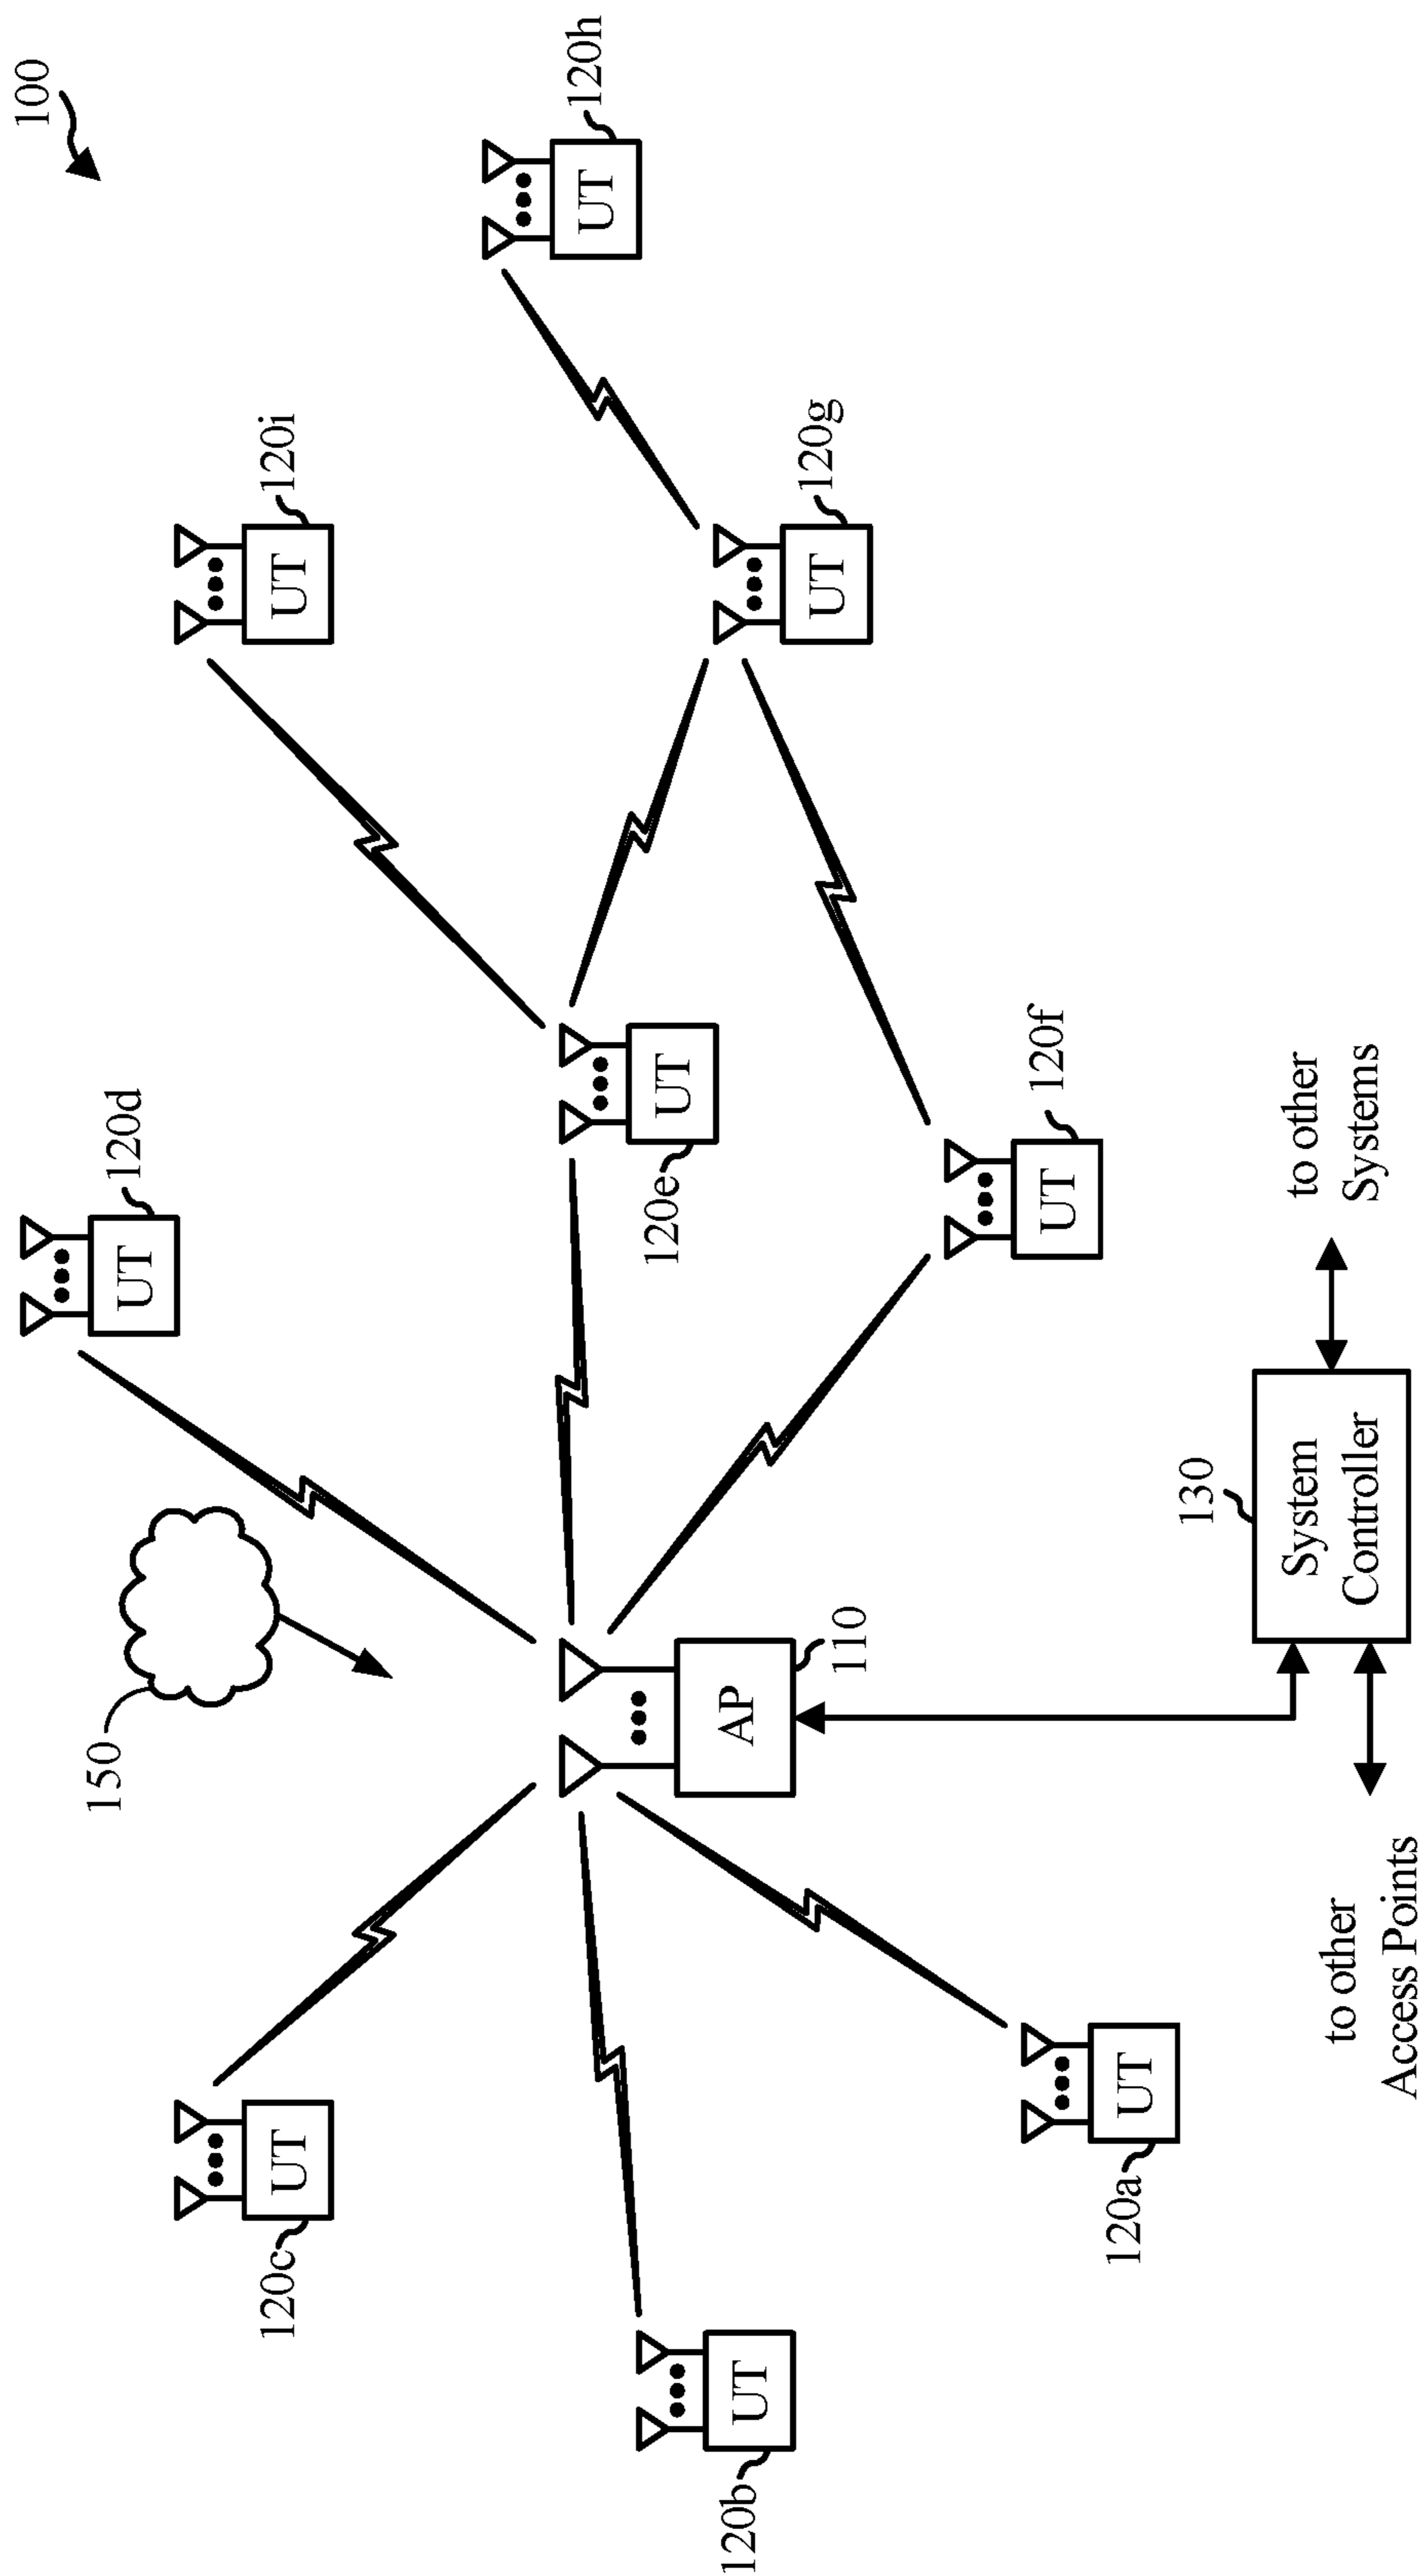 100
120d
UT
150
120c
UT
120i
UT
120h
UT
120e
UT
120b
UT
AP
110
120g
UT
120f
UT
120a
UT
130
System
Controller
to other
Systems
to other
Access Points